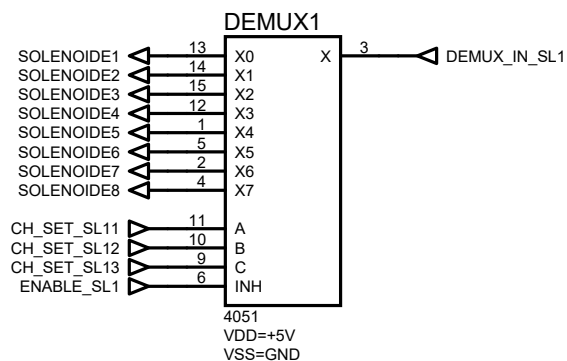 DEMUX1
SOLENOIDE1 13 X0 X 3 DEMUX_IN_SL1
SOLENOIDE2 14 X1
SOLENOIDE3 15 X2
SOLENOIDE4 12 X3
SOLENOIDE5 1 X4
SOLENOIDE6 5 X5
SOLENOIDE7 2 X6
SOLENOIDE8 4 X7
CH_SET_SL11 11 A
CH_SET_SL12 10 B
CH_SET_SL13 9 C
ENABLE_SL1 6 INH
4051
VDD=+5V
VSS=GND